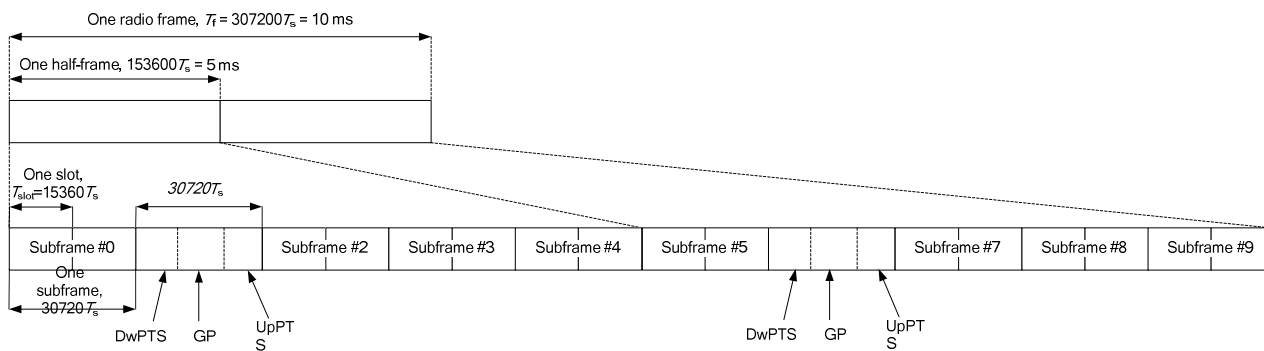 One radio frame, Tf = 307200Ts = 10 ms
One half-frame, 153600Ts = 5 ms
One slot,
Tslot=15360Ts
30720Ts
Subframe #0
Subframe #2
Subframe #3
Subframe #4
Subframe #5
Subframe #7
Subframe #8
Subframe #9
One
subframe,
30720Ts
DwPTS
GP
UpPT
S
DwPTS
GP
UpPT
S